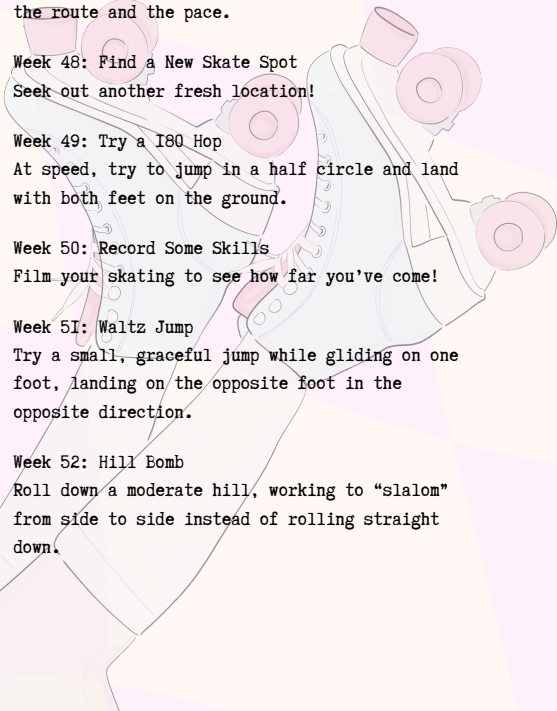 the route and the pace.
Week 48: Find a New Skate Spot
Seek out another fresh location!
Week 49: Try a 180 Hop
At speed, try to jump in a half circle and land
with both feet on the ground.
Week 50: Record Some Skills
Film your skating to see how far you've come!
Week 51: Waltz Jump
Try a small, graceful jump while gliding on one
foot, landing on the opposite foot in the
opposite direction.
Week 52: Hill Bomb
Roll down a moderate hill, working to “slalom”
from side to side instead of rolling straight
down.